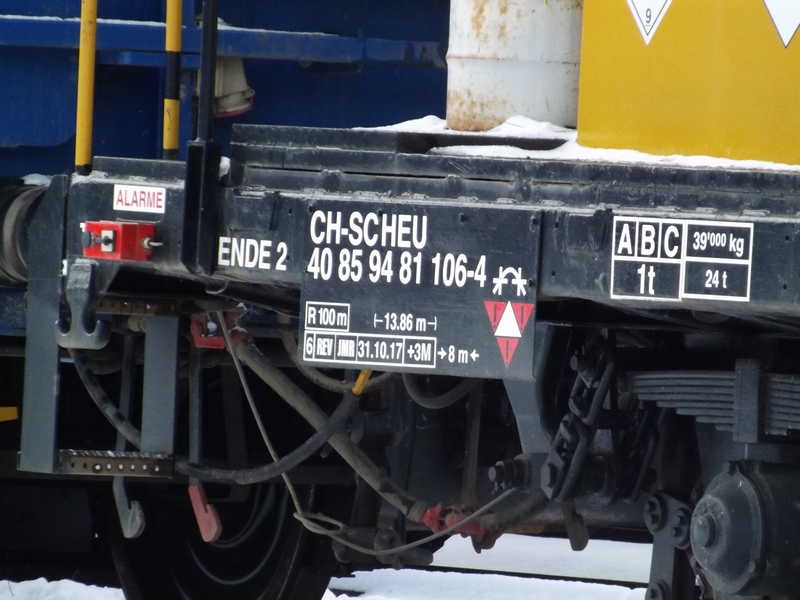 9
ALARME
ENDE 2
CH-SCHEU
40 85 94 81 106-4
R 100 m
⊢13.86 m⊣
6 REV JMR 31.10.17 +3M →8 m←
A B C 39'000 kg
1t 24 t